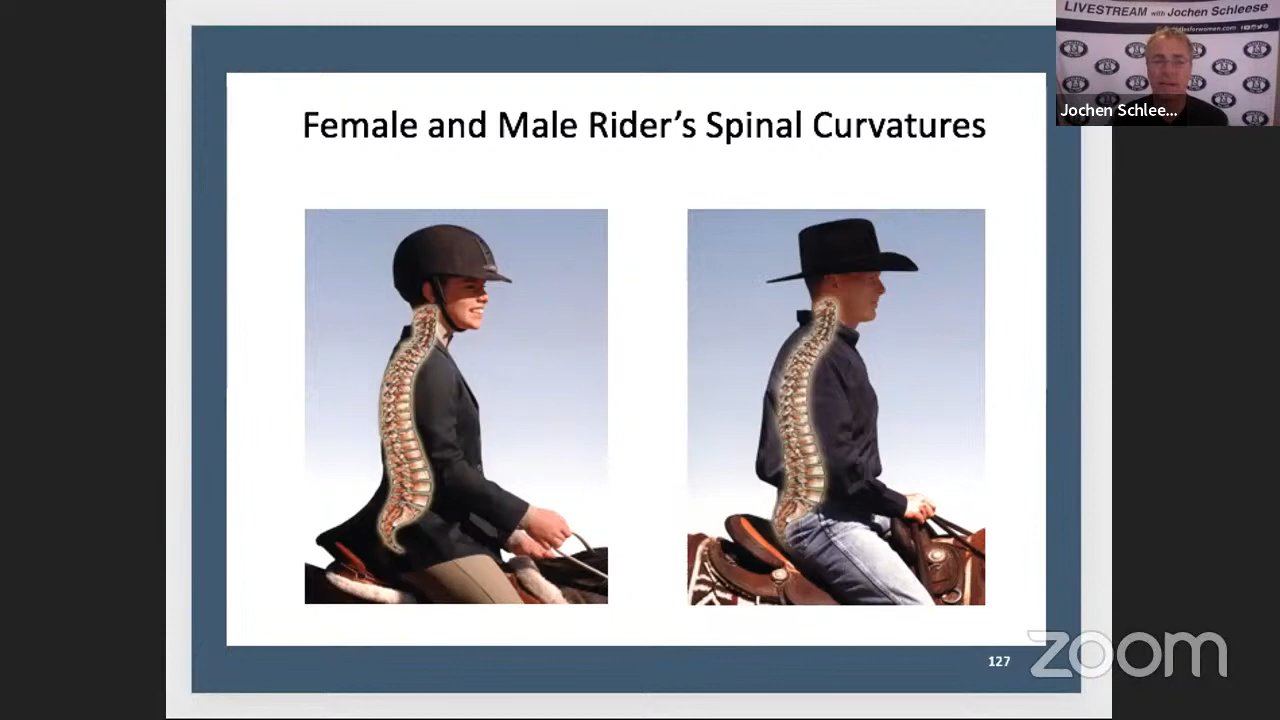 LIVESTREAM with Jochen Schleese
Jochen Schlee...
Female and Male Rider's Spinal Curvatures
127
zoom